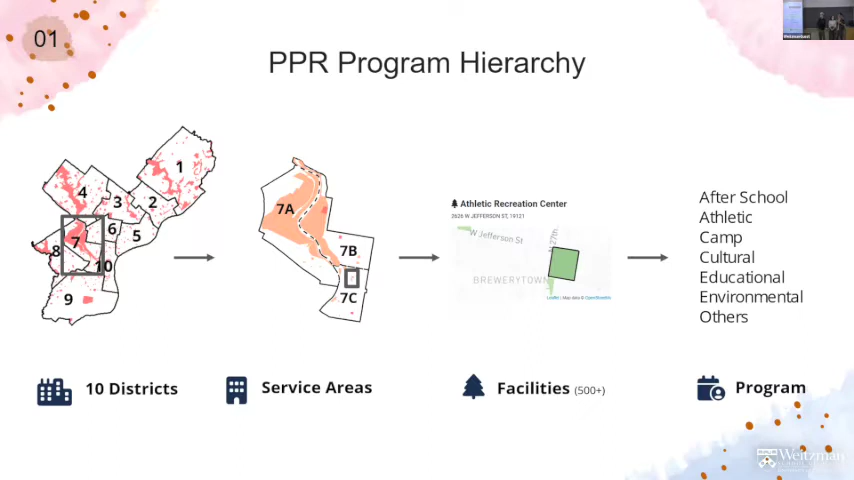 01
PPR Program Hierarchy
1
4
3
2
6
5
7
8
10
9
7A
7B
7C
Athletic Recreation Center
2626 W JEFFERSON ST, 19121
W Jefferson St
N 27th
BREWERYTOWN
Leaflet | Map data © OpenStreetMap
After School
Athletic
Camp
Cultural
Educational
Environmental
Others
10 Districts
Service Areas
Facilities (500+)
Program
Weitzman